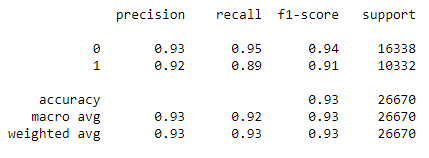 precision recall f1-score support
0 0.93 0.95 0.94 16338
1 0.92 0.89 0.91 10332
accuracy 0.93 26670
macro avg 0.93 0.92 0.93 26670
weighted avg 0.93 0.93 0.93 26670